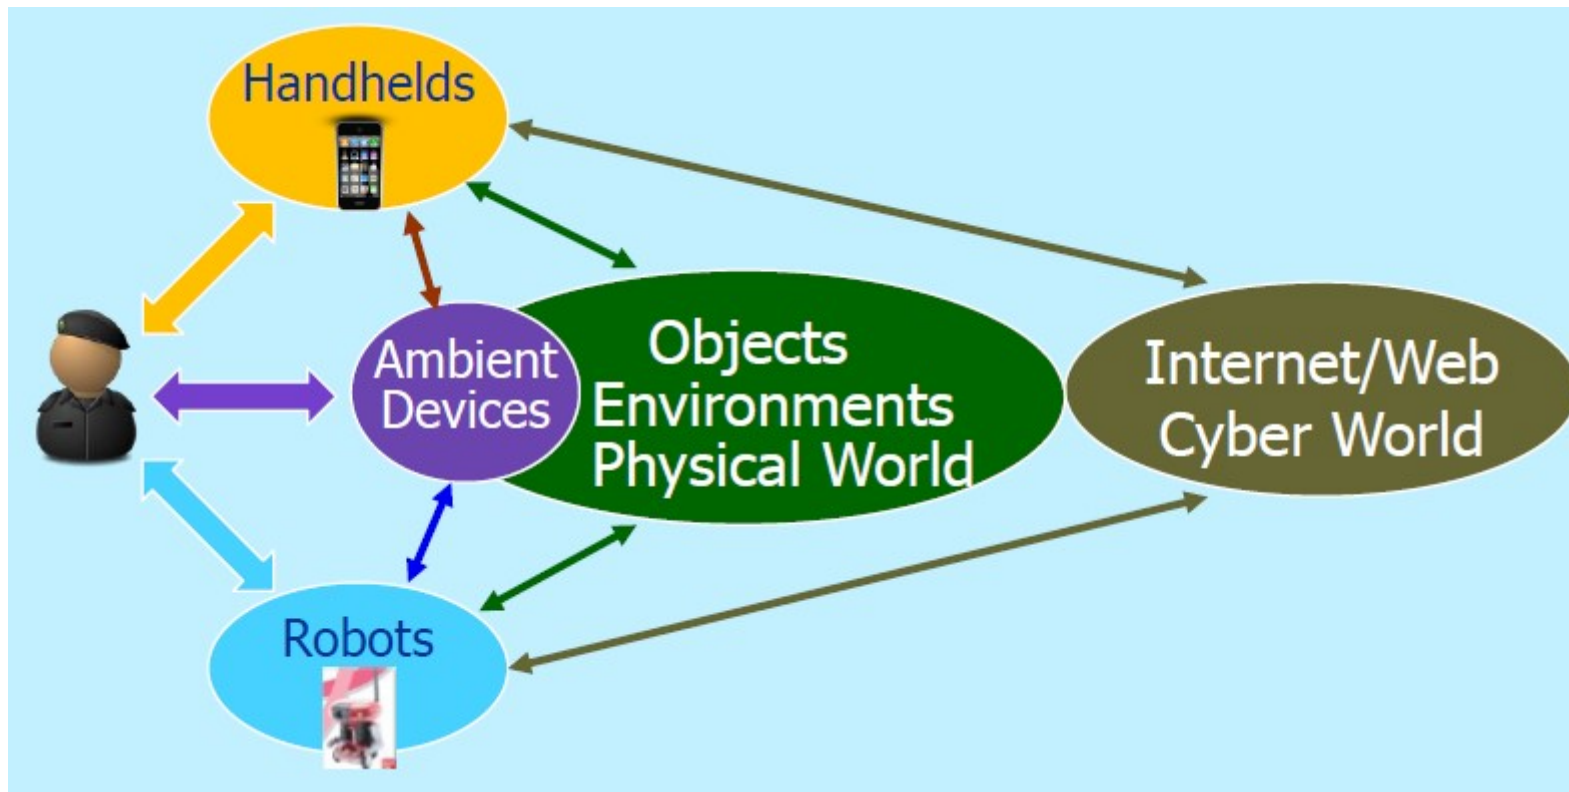 Handhelds
Ambient
Devices
Objects
Environments
Physical World
Internet/Web
Cyber World
Robots